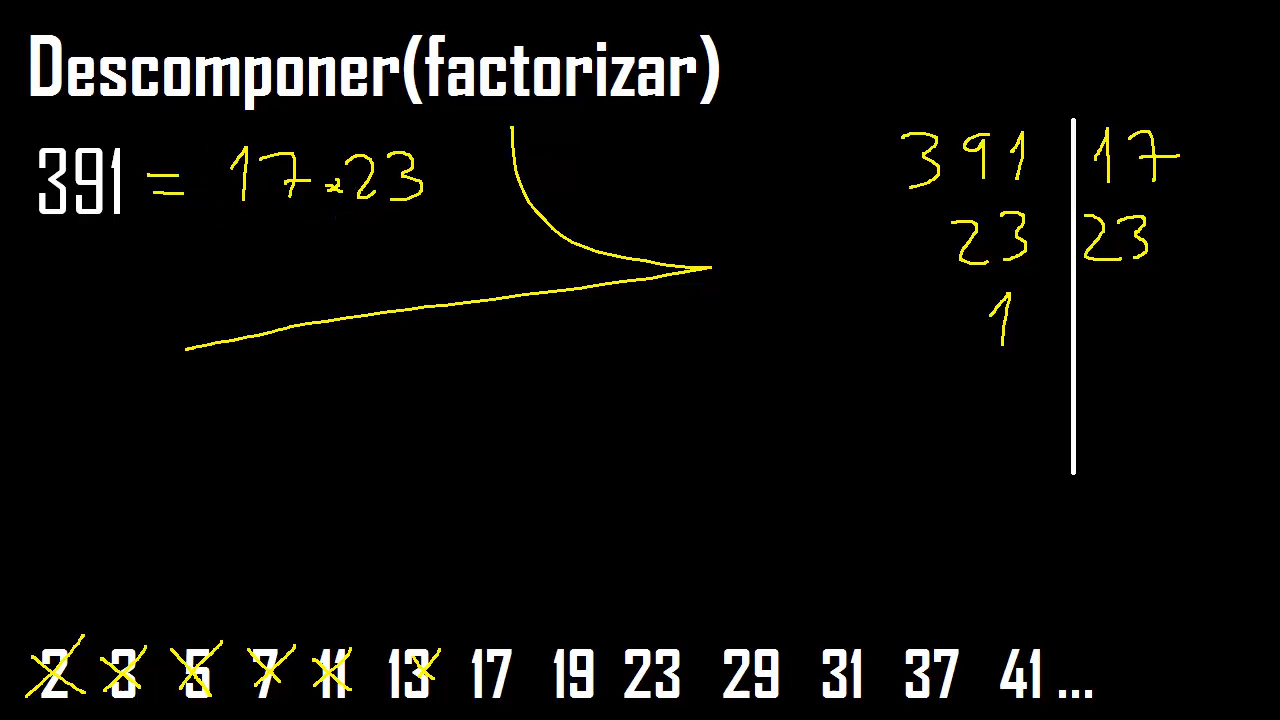 Descomponer(factorizar)
391 = 17 × 23
391 | 17
23 | 23
1
2 3 5 7 11 13 17 19 23 29 31 37 41 ...